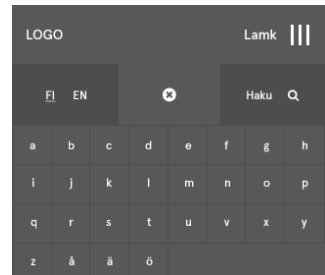 LOGO Lamk
FI EN Haku
a b c d e f g h
i j k l m n o p
q r s t u v x y
z å ä ö